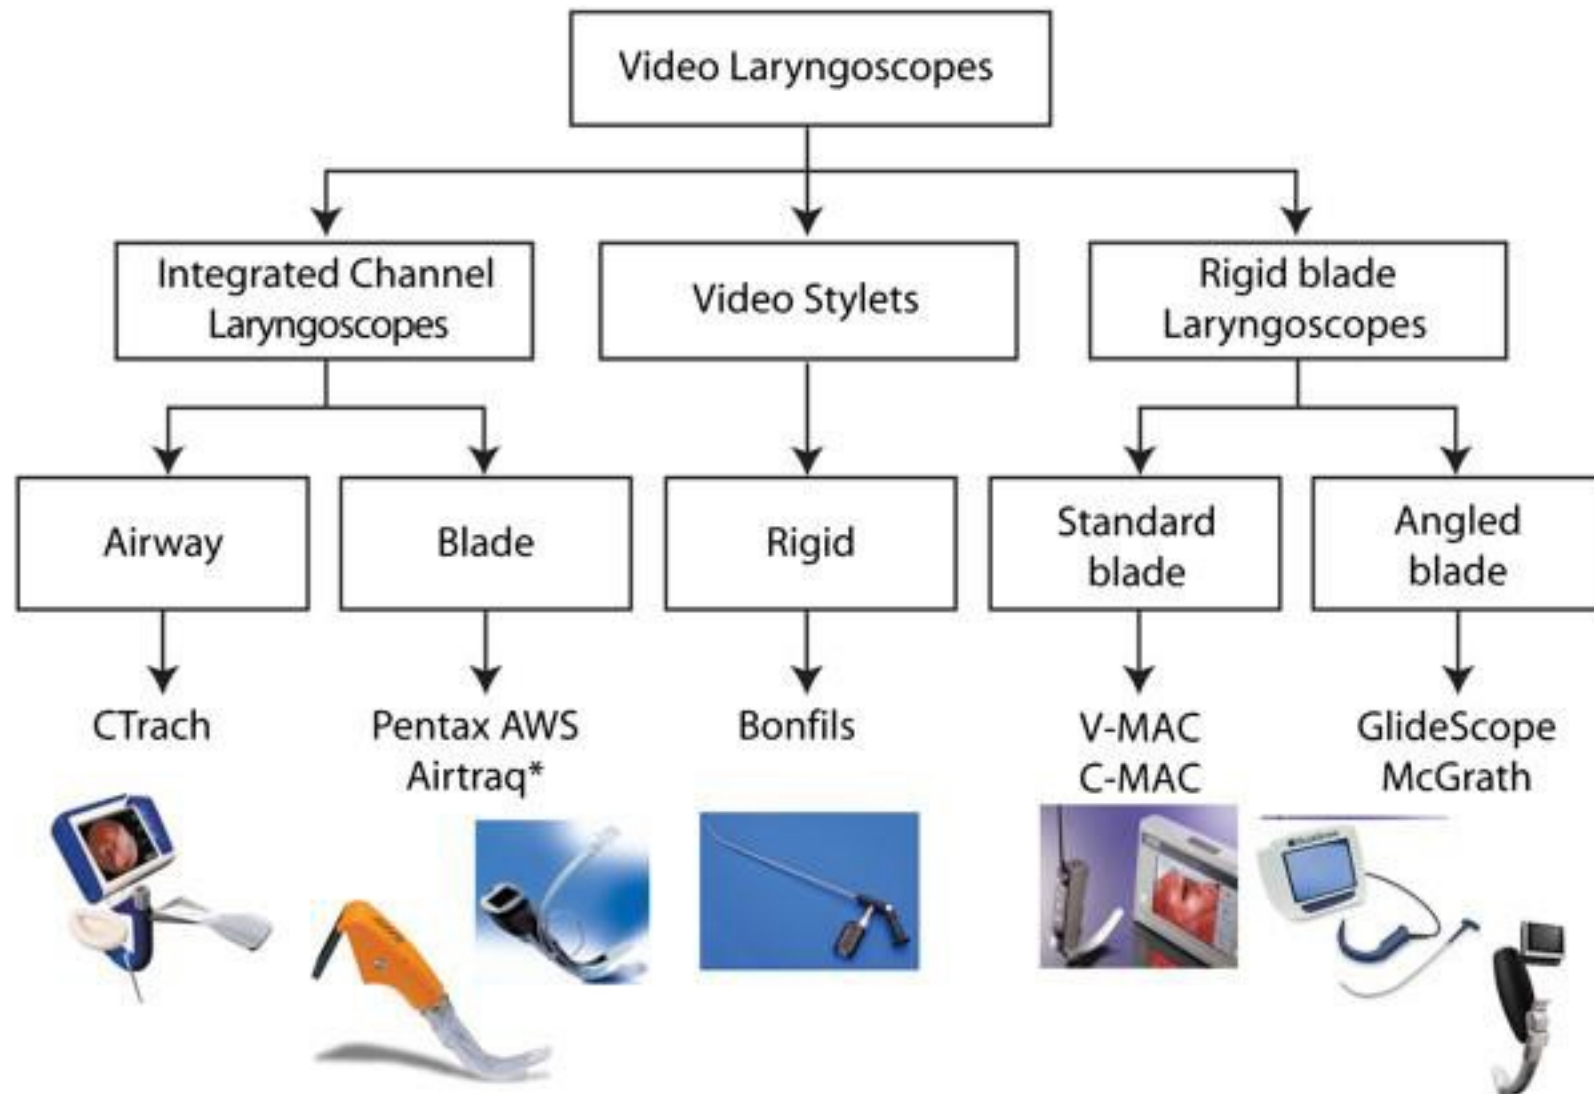 Video Laryngoscopes
Integrated Channel
Laryngoscopes
Video Stylets
Rigid blade
Laryngoscopes
Airway
Blade
Rigid
Standard
blade
Angled
blade
CTrach
Pentax AWS
Airtraq*
Bonfils
V-MAC
C-MAC
GlideScope
McGrath